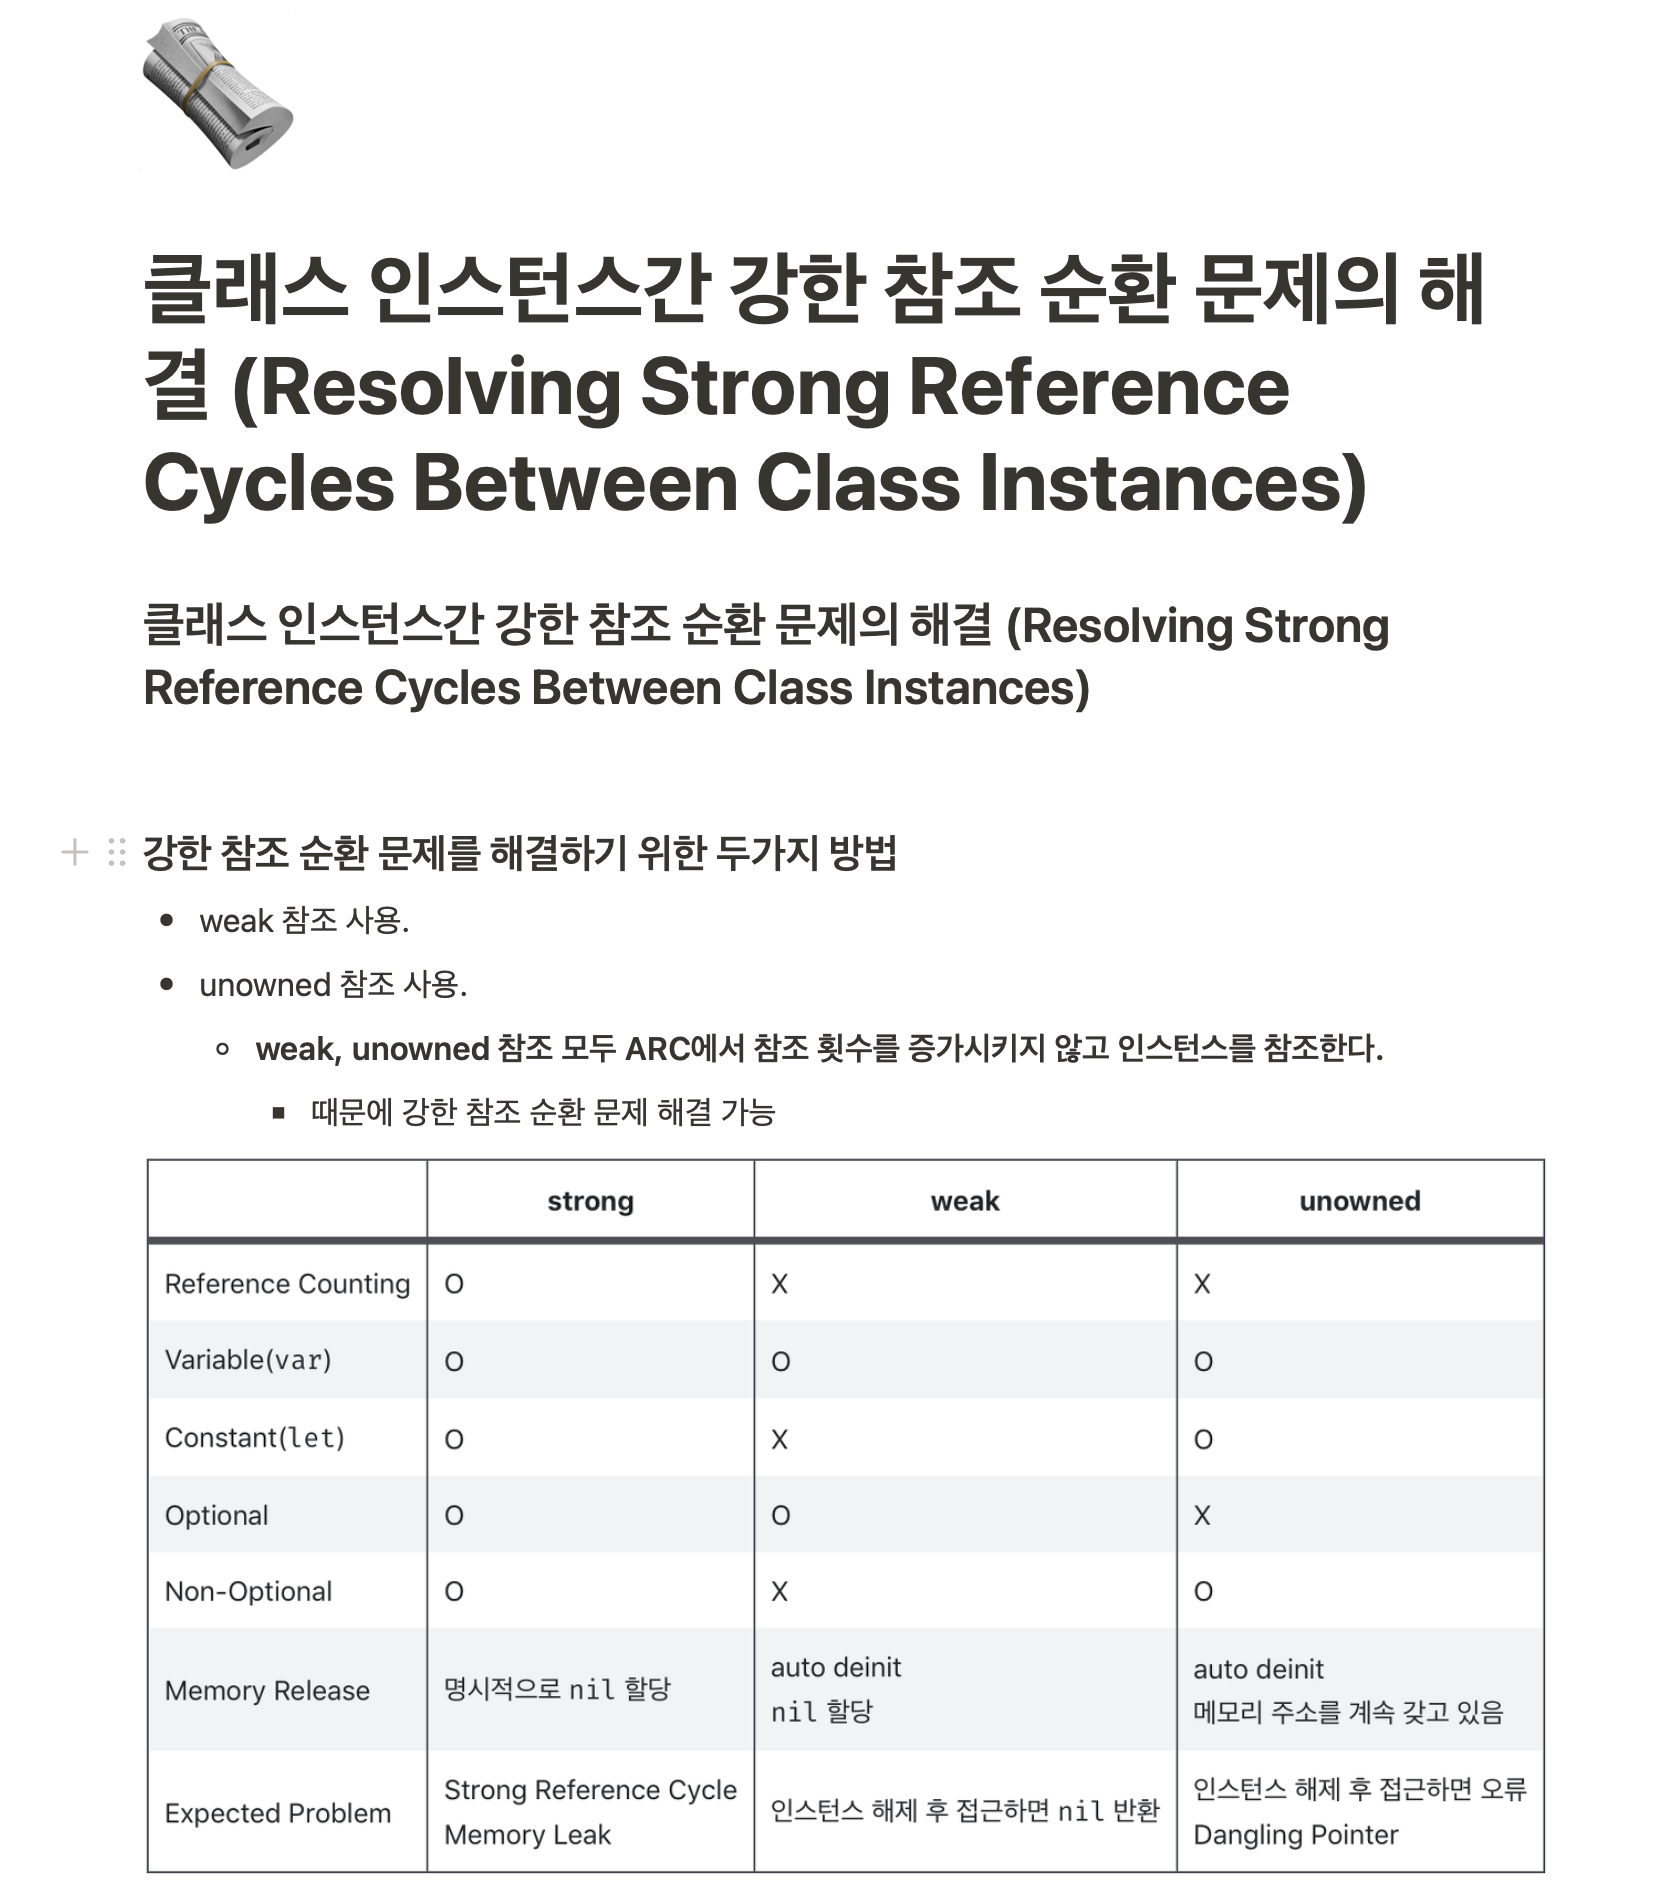 클래스 인스턴스간 강한 참조 순환 문제의 해
결 (Resolving Strong Reference
Cycles Between Class Instances)
클래스 인스턴스간 강한 참조 순환 문제의 해결 (Resolving Strong
Reference Cycles Between Class Instances)
강한 참조 순환 문제를 해결하기 위한 두가지 방법
weak 참조 사용.
unowned 참조 사용.
weak, unowned 참조 모두 ARC에서 참조 횟수를 증가시키지 않고 인스턴스를 참조한다.
때문에 강한 참조 순환 문제 해결 가능
strong weak unowned
Reference Counting O X X
Variable(var) O O O
Constant(let) O X O
Optional O O X
Non-Optional O X O
Memory Release 명시적으로 nil 할당 auto deinit auto deinit
nil 할당 메모리 주소를 계속 갖고 있음
Expected Problem Strong Reference Cycle 인스턴스 해제 후 접근하면 nil 반환 인스턴스 해제 후 접근하면 오류
Memory Leak Dangling Pointer